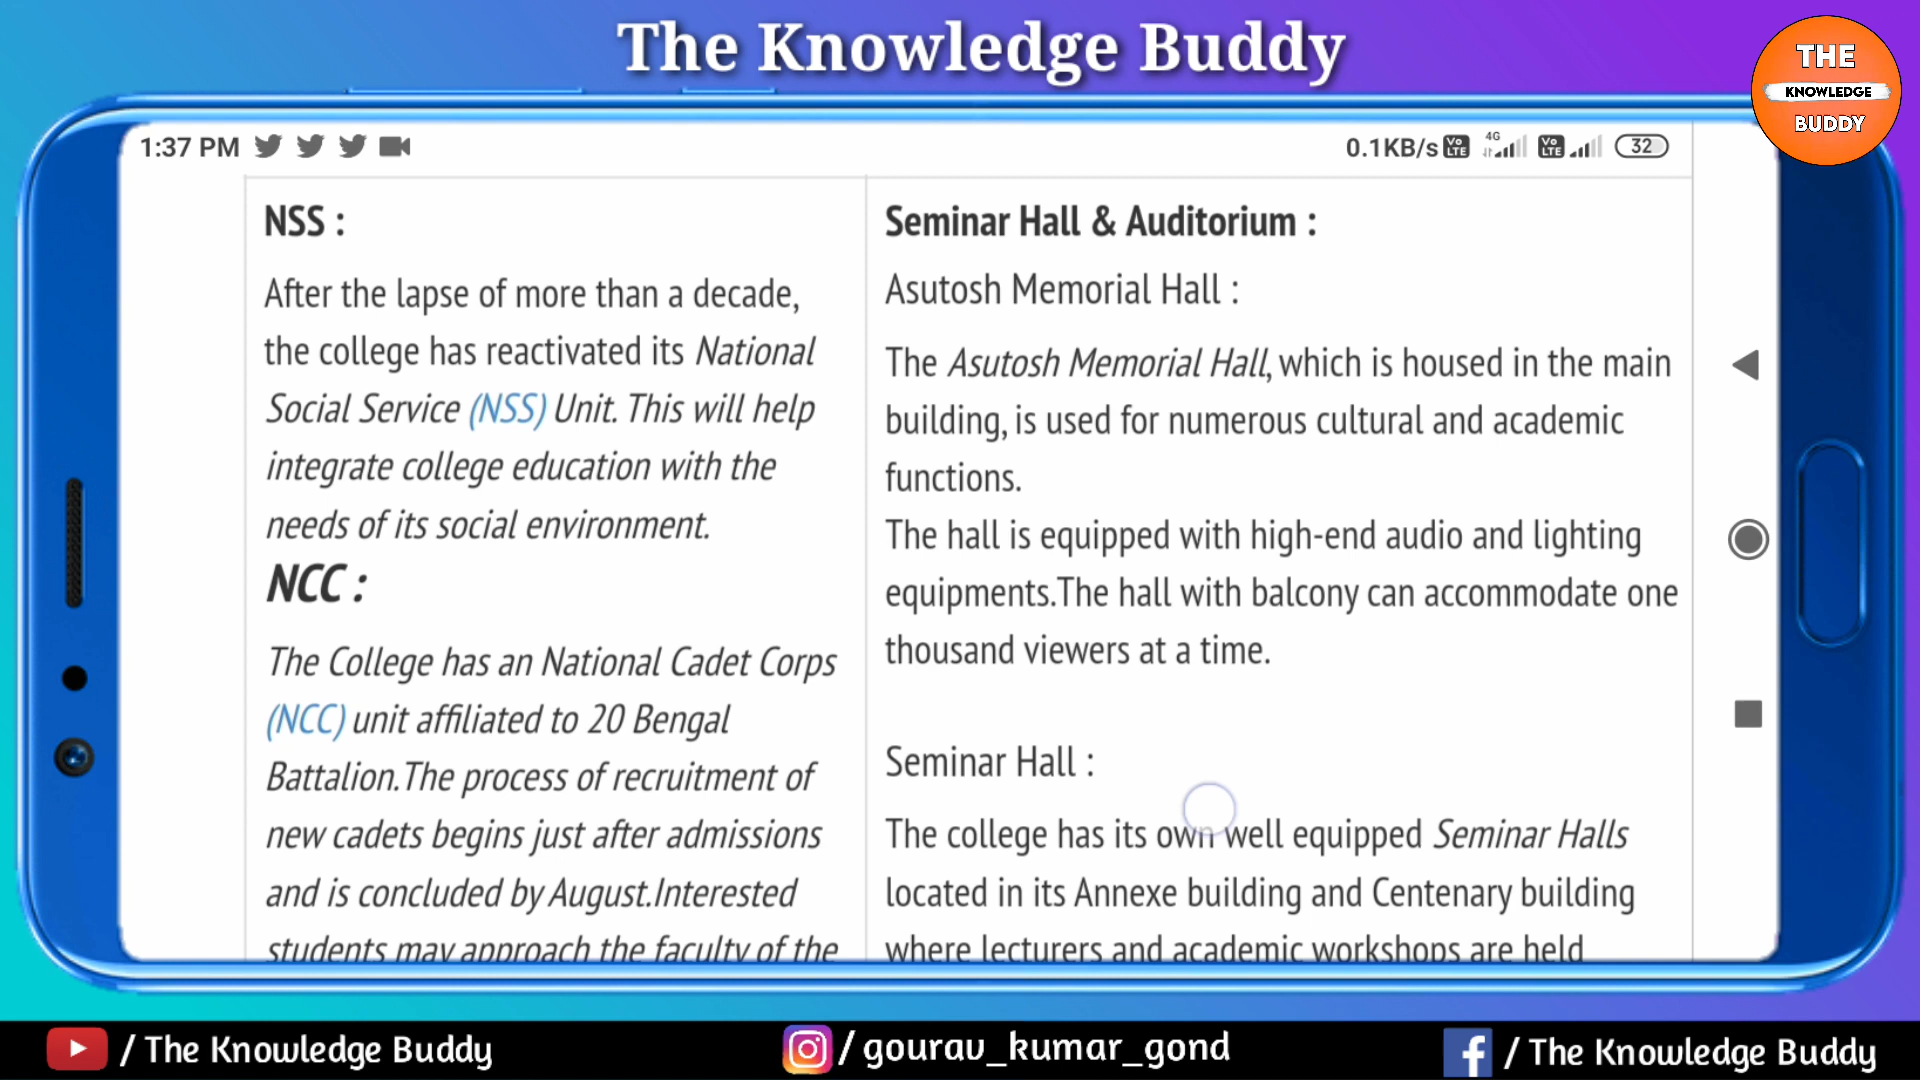 The Knowledge Buddy
THE
KNOWLEDGE
BUDDY
1:37 PM
0.1KB/s Vo LTE 4G Vo LTE 32
NSS :
After the lapse of more than a decade,
the college has reactivated its National
Social Service (NSS) Unit. This will help
integrate college education with the
needs of its social environment.
NCC :
The College has an National Cadet Corps
(NCC) unit affiliated to 20 Bengal
Battalion.The process of recruitment of
new cadets begins just after admissions
and is concluded by August.Interested
students may approach the faculty of the
Seminar Hall & Auditorium :
Asutosh Memorial Hall :
The Asutosh Memorial Hall, which is housed in the main
building, is used for numerous cultural and academic
functions.
The hall is equipped with high-end audio and lighting
equipments.The hall with balcony can accommodate one
thousand viewers at a time.
Seminar Hall :
The college has its own well equipped Seminar Halls
located in its Annexe building and Centenary building
where lecturers and academic workshops are held
/ The Knowledge Buddy
/ gourav_kumar_gond
/ The Knowledge Buddy